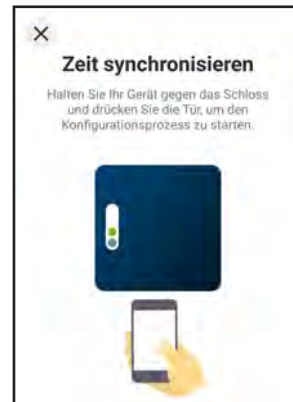 Zeit synchronisieren
Halten Sie Ihr Gerät gegen das Schloss
und drücken Sie die Tür, um den
Konfigurationsprozess zu starten.